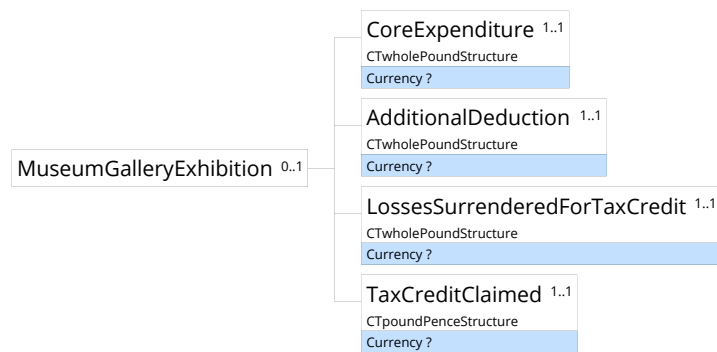 CoreExpenditure 1..1
CTwholePoundStructure
Currency ?
AdditionalDeduction 1..1
CTwholePoundStructure
Currency ?
MuseumGalleryExhibition 0..1
LossesSurrenderedForTaxCredit 1..1
CTwholePoundStructure
Currency ?
TaxCreditClaimed 1..1
CTpoundPenceStructure
Currency ?